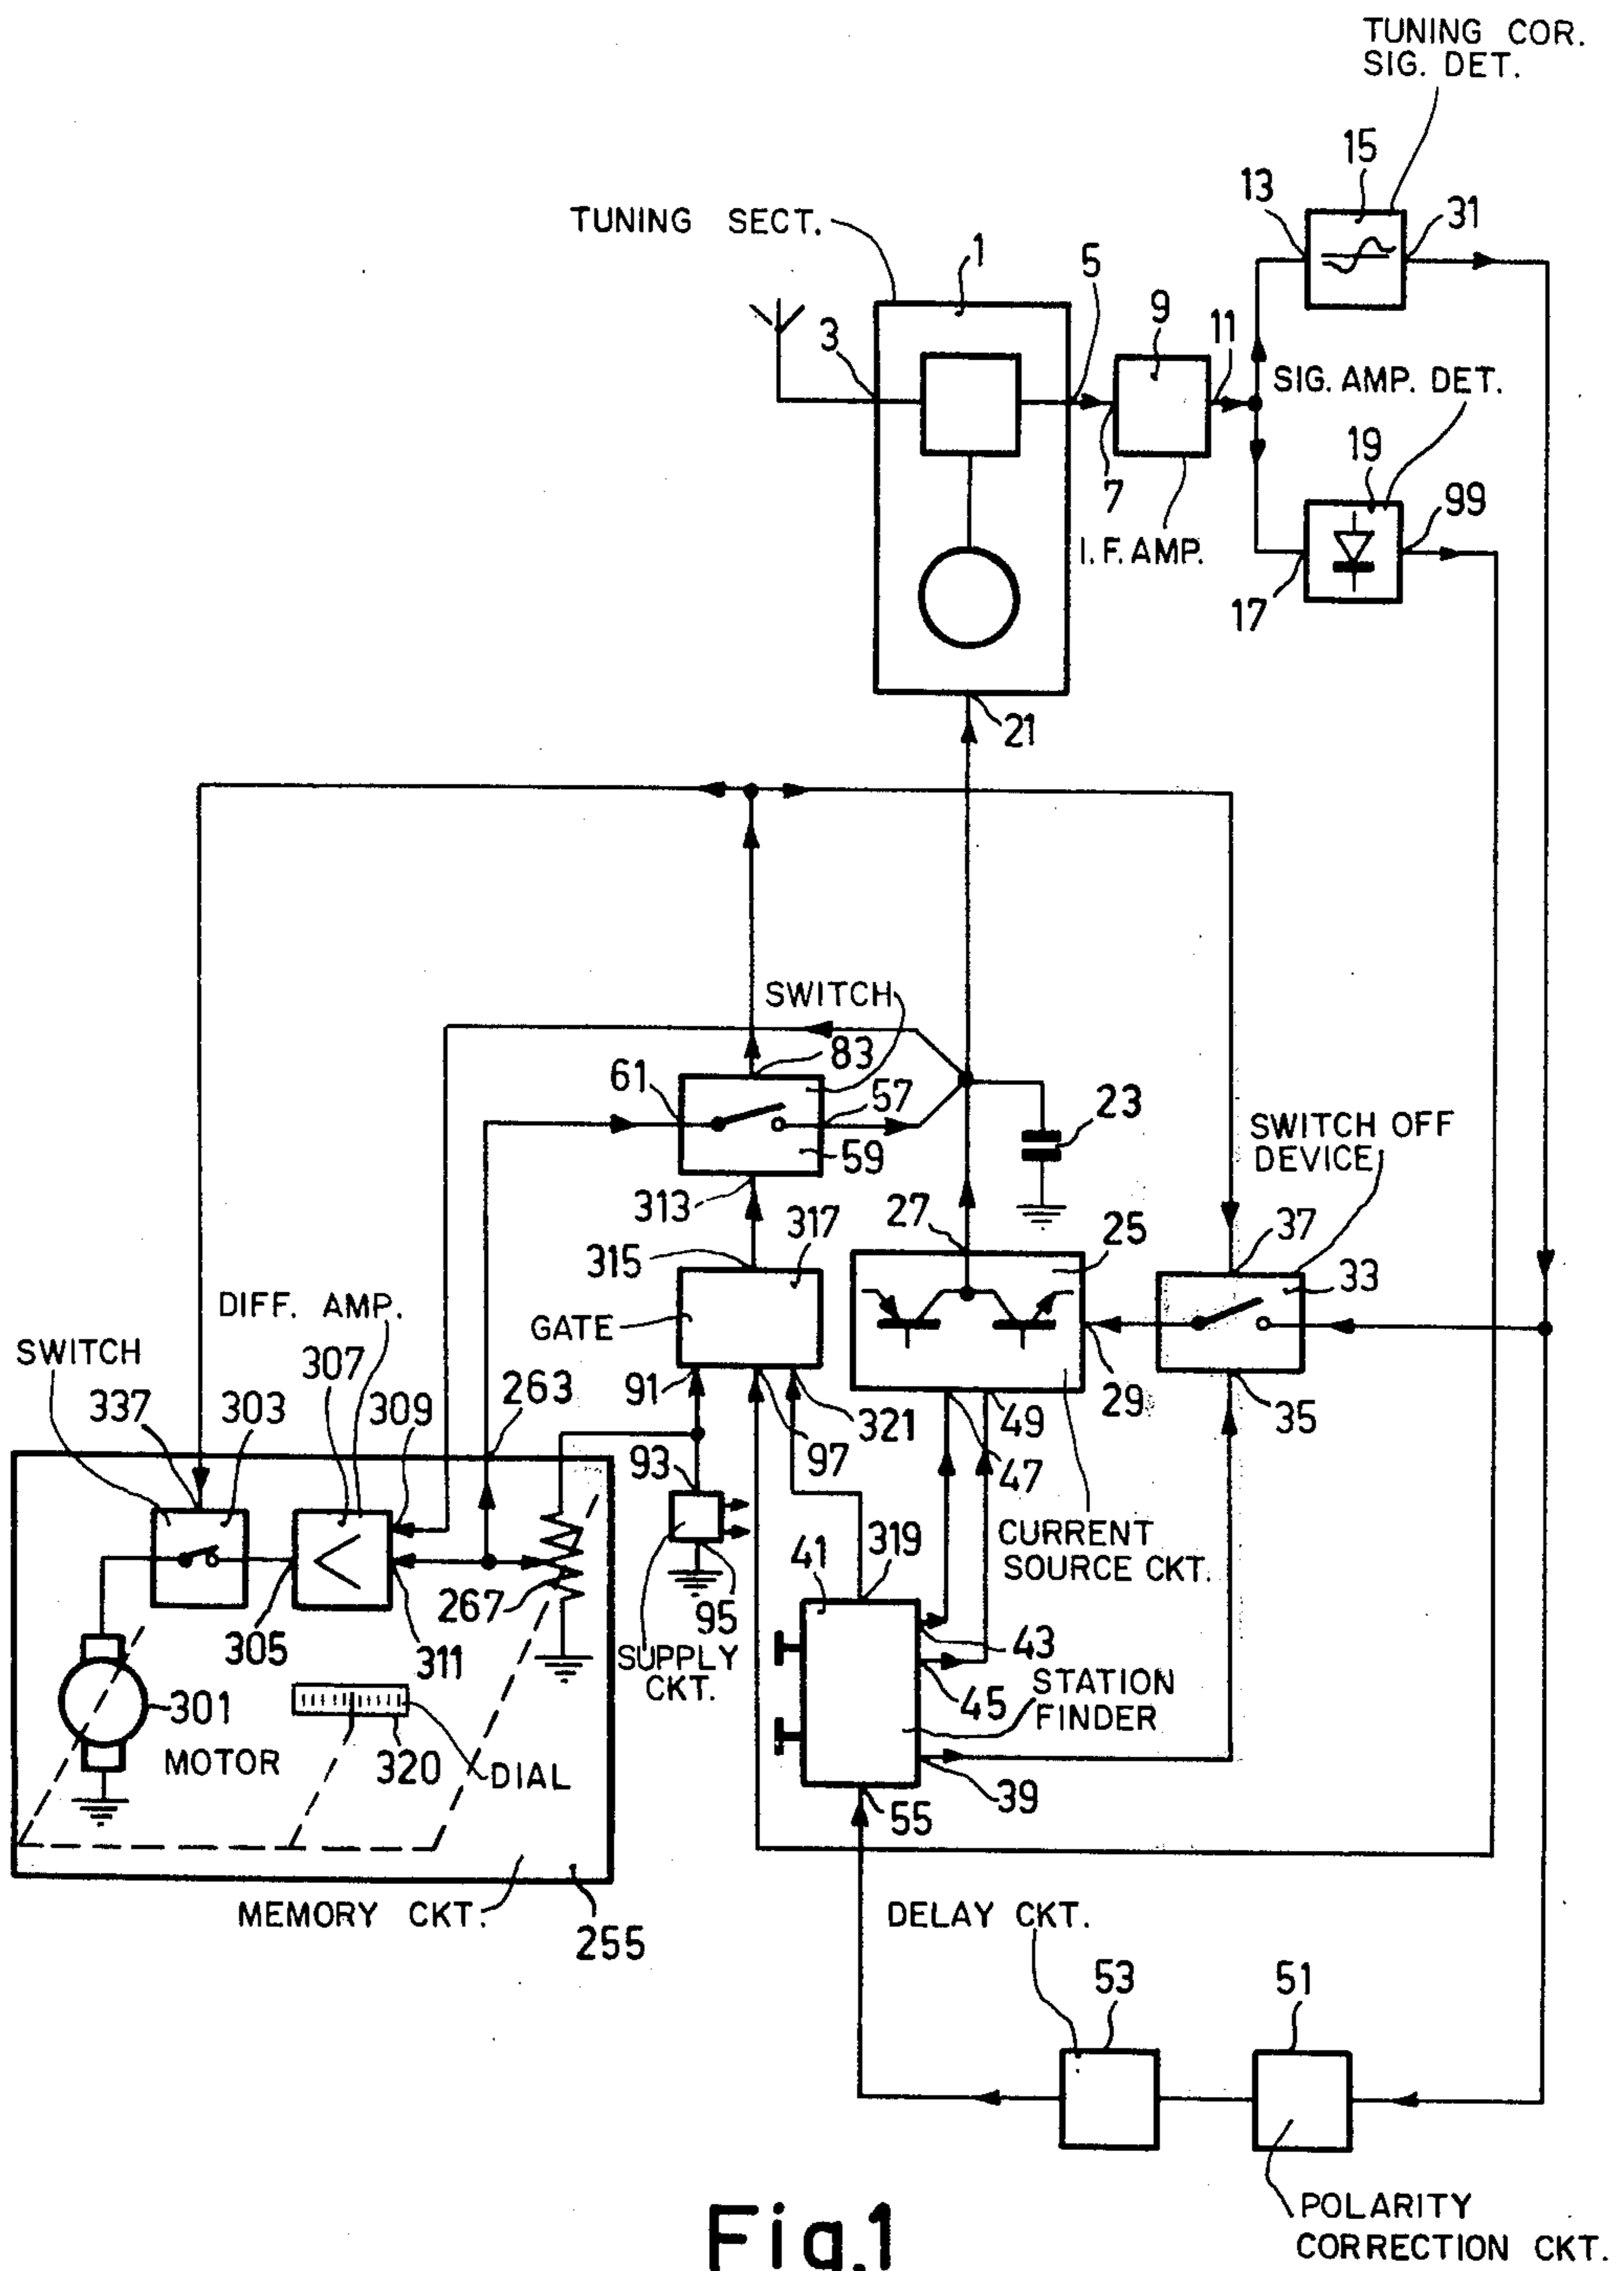 TUNING COR.
SIG. DET.
15
13
31
TUNING SECT.
1
5
9
11
3
SIG. AMP. DET.
19
99
7
I.F. AMP.
17
21
SWITCH
83
61
57
23
59
SWITCH OFF
DEVICE
313
317
27
25
37
33
315
DIFF. AMP.
GATE
SWITCH
307
263
91
29
337
303
309
321
49
35
93
97
47
CURRENT
SOURCE CKT.
41
319
267
95
305
311
SUPPLY
CKT.
43
STATION
FINDER
45
301
MOTOR
320
DIAL
55
39
MEMORY CKT.
255
DELAY CKT.
53
51
POLARITY
CORRECTION CKT.
Fig.1